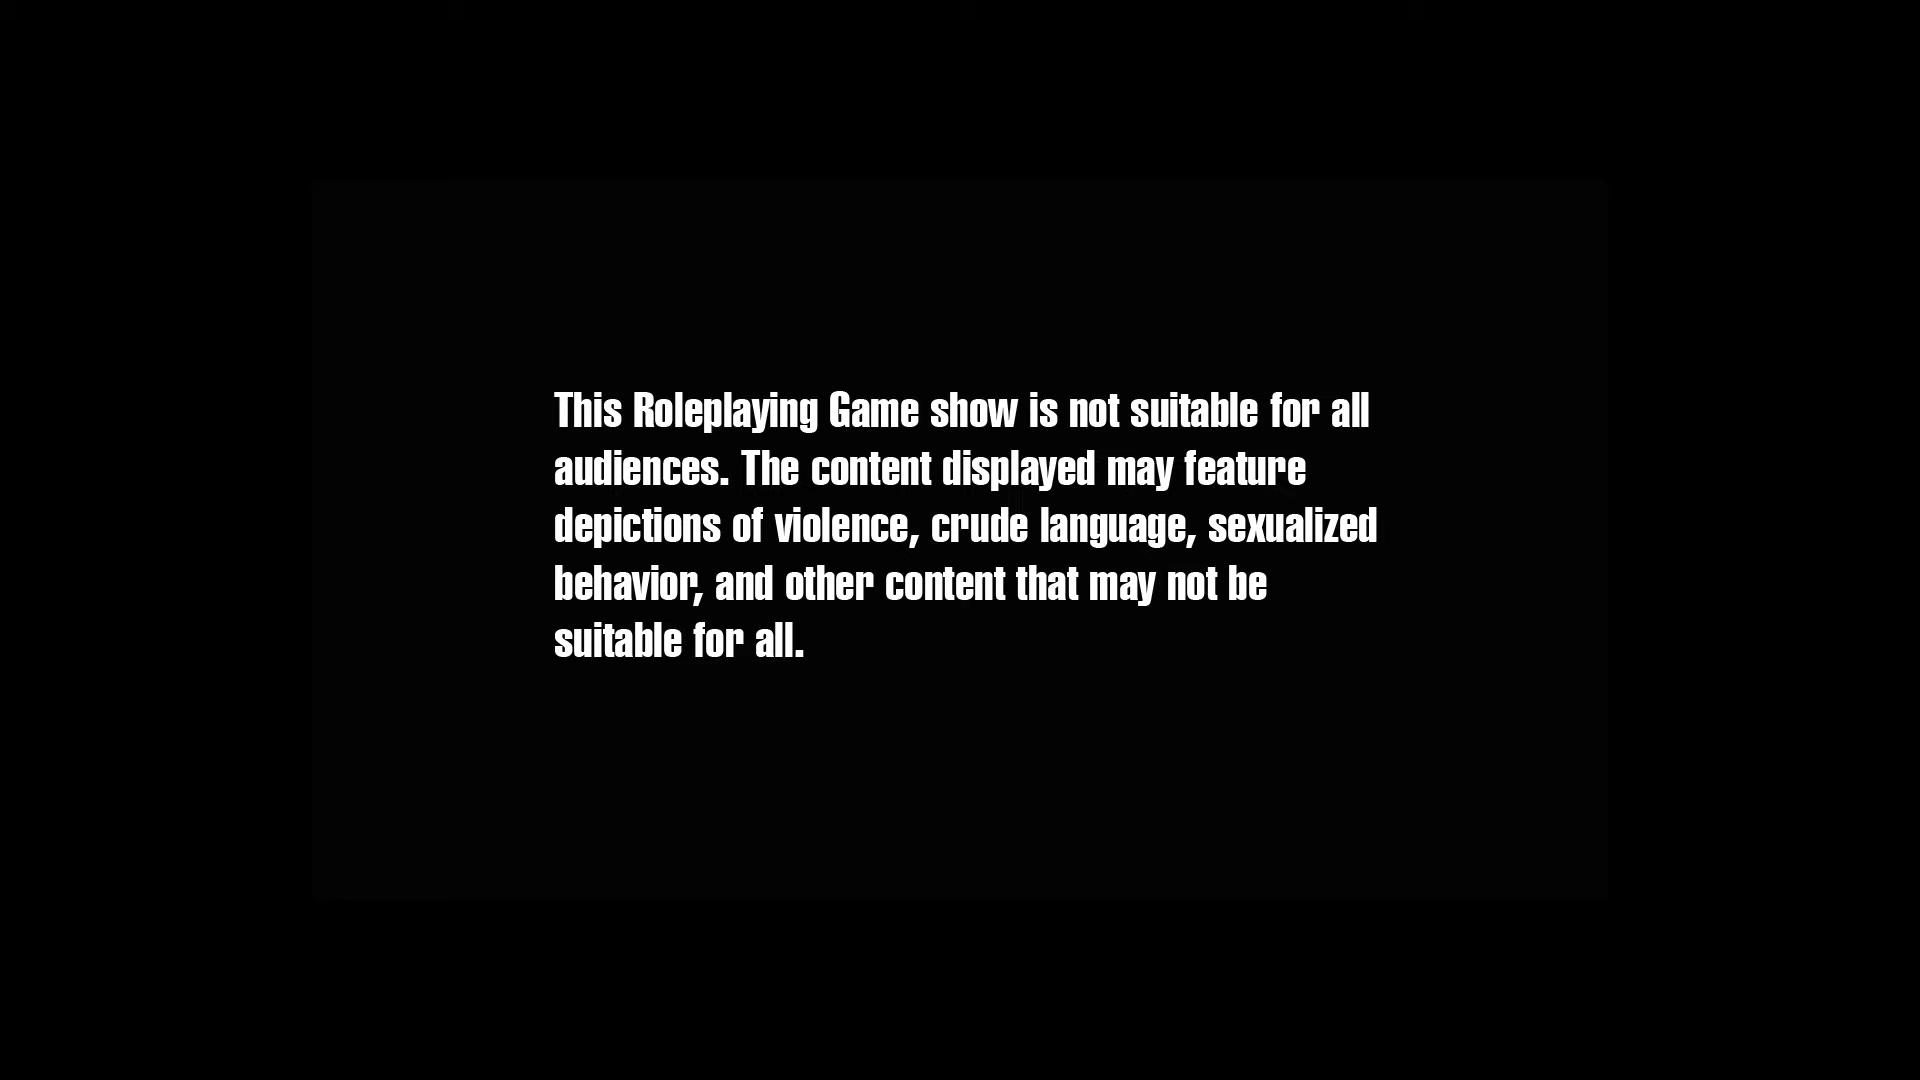 This Roleplaying Game show is not suitable for all
audiences. The content displayed may feature
depictions of violence, crude language, sexualized
behavior, and other content that may not be
suitable for all.